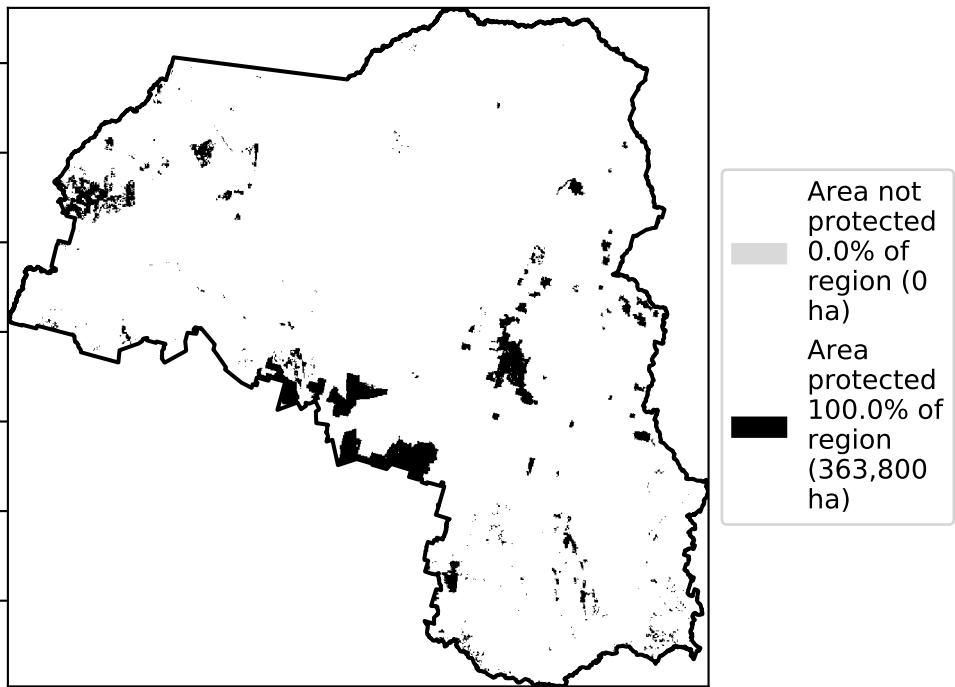 Area not
protected
0.0% of
region (0
ha)
Area
protected
100.0% of
region
(363,800
ha)